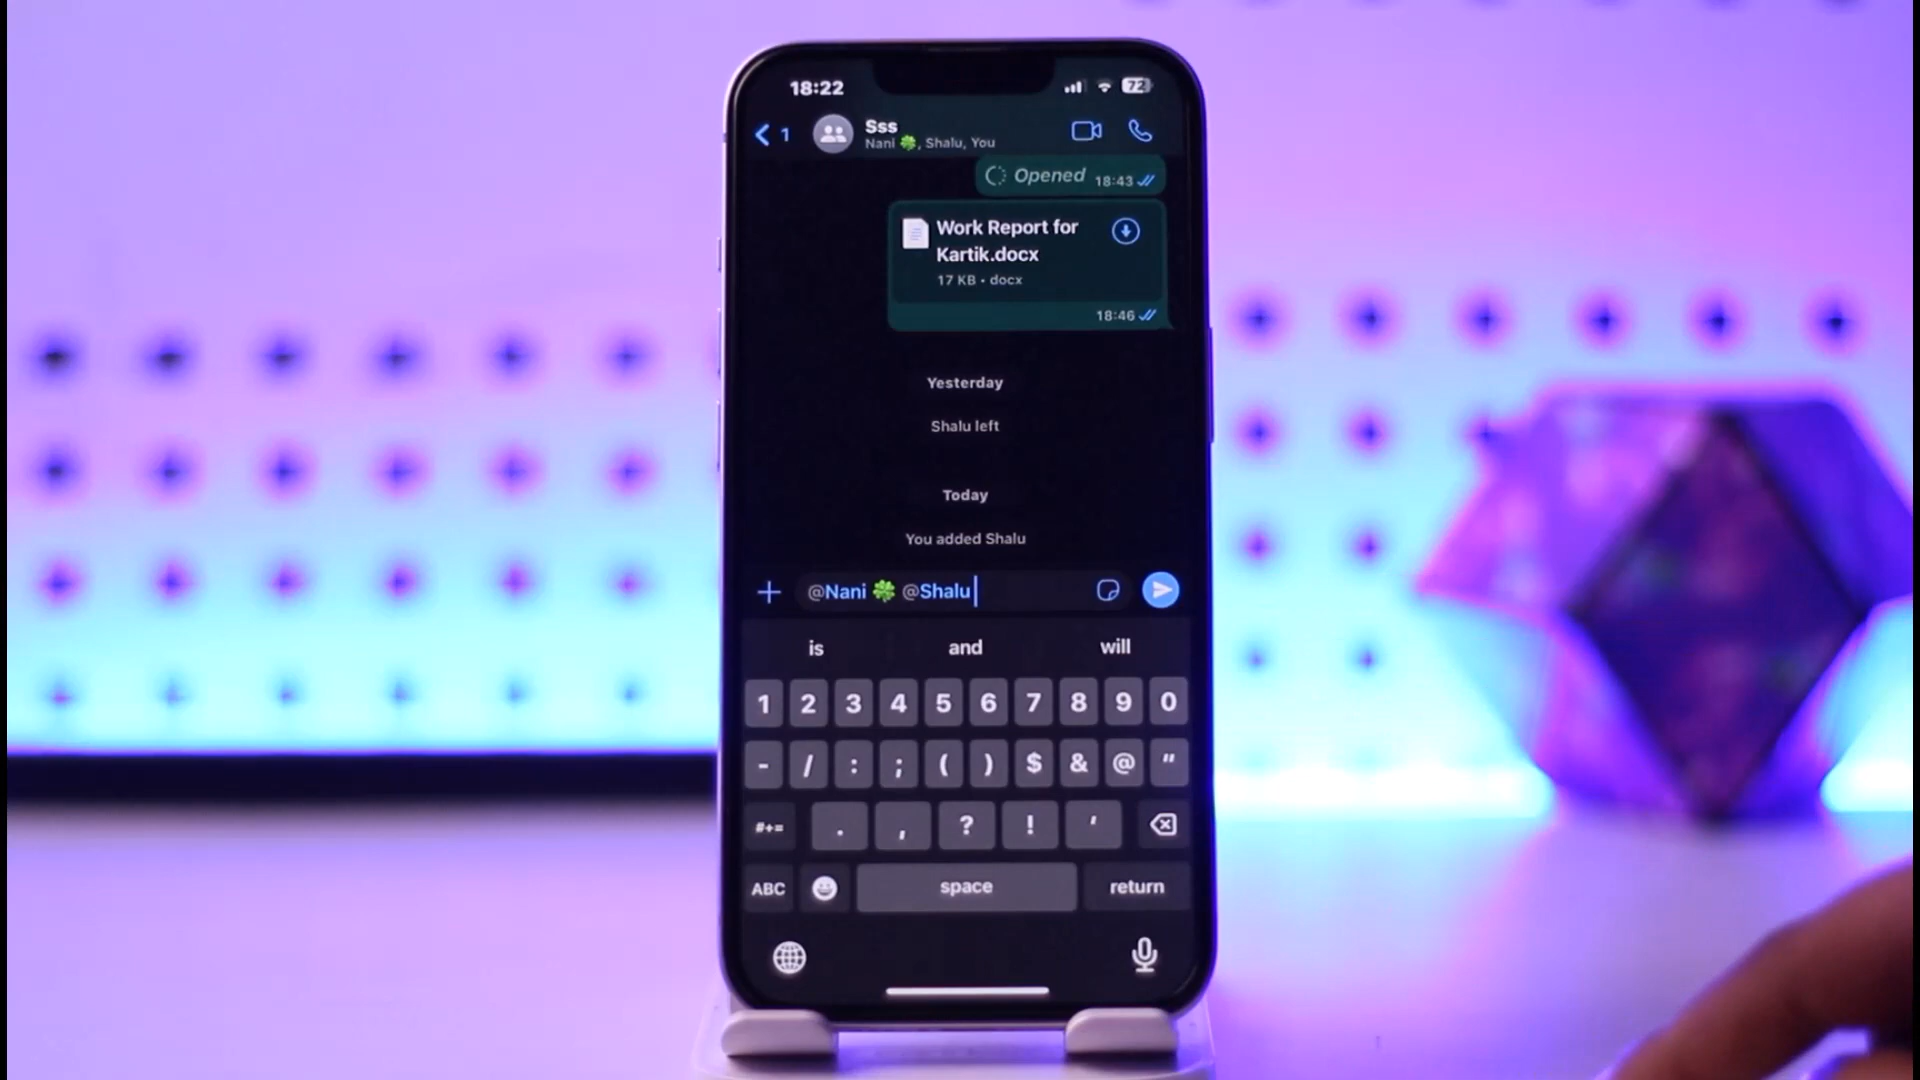 18:22 72
1 Sss
Nani 🍀, Shalu, You
Opened 18:43
Work Report for
Kartik.docx
17 KB • docx
18:46
Yesterday
Shalu left
Today
You added Shalu
@Nani 🍀 @Shalu
is and will
1 2 3 4 5 6 7 8 9 0
- / : ; ( ) $ & @ "
#+= . , ? ! '
ABC space return